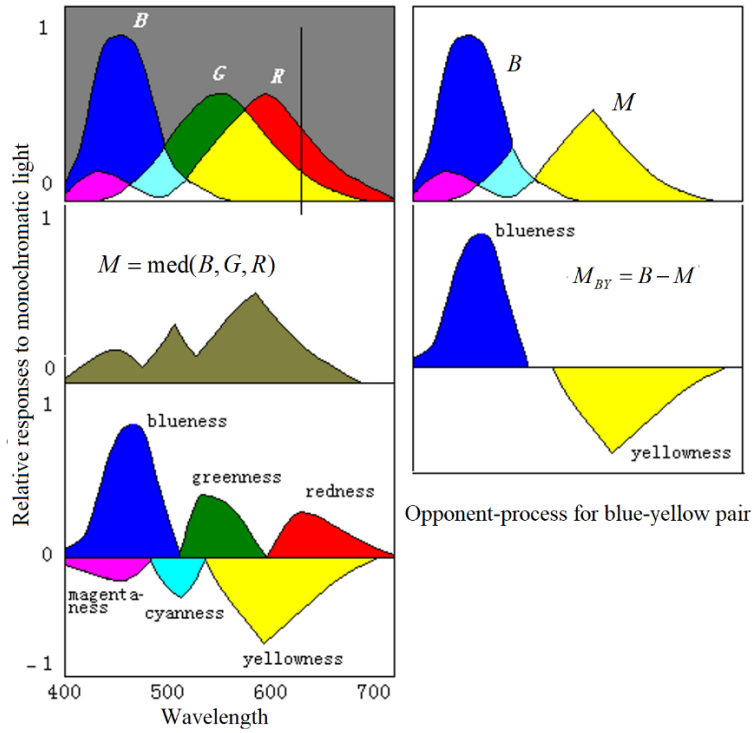 Relative responses to monochromatic light
1
B
G
R
0
1
M = med(B, G, R)
0
1
blueness
greenness
redness
0
magenta-
ness
cyanness
yellowness
- 1
400 500 600 700
Wavelength
B
M
blueness
M_BY = B − M
yellowness
Opponent-process for blue-yellow pair